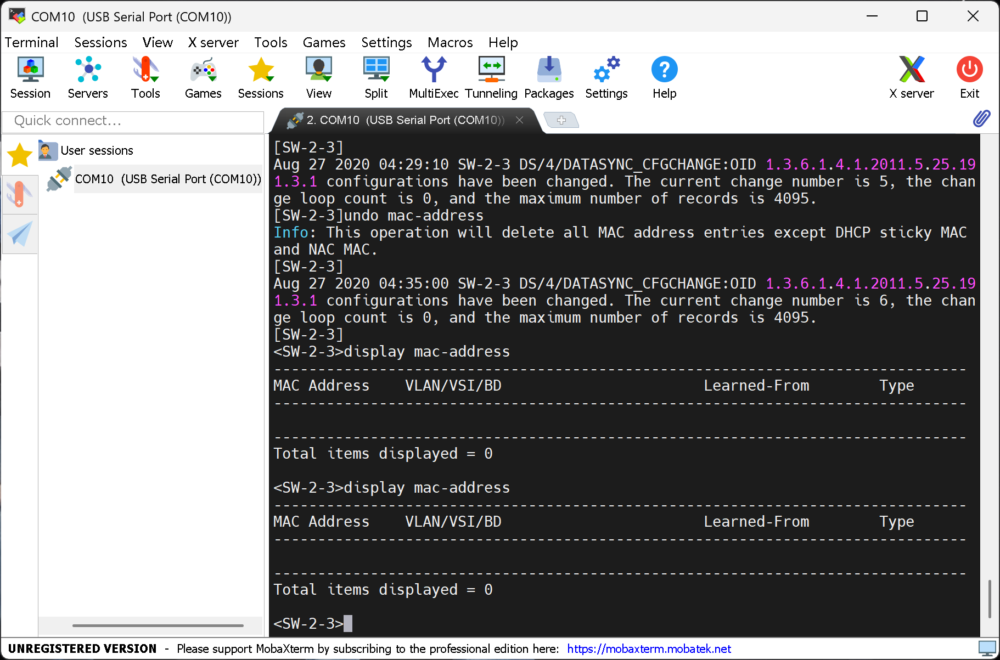 COM10  (USB Serial Port (COM10))
Terminal Sessions View X server Tools Games Settings Macros Help
Session Servers Tools Games Sessions View Split MultiExec Tunneling Packages Settings Help X server Exit
Quick connect...
2. COM10  (USB Serial Port (COM10))
User sessions
COM10  (USB Serial Port (COM10))
[SW-2-3]
Aug 27 2020 04:29:10 SW-2-3 DS/4/DATASYNC_CFGCHANGE:OID 1.3.6.1.4.1.2011.5.25.19
1.3.1 configurations have been changed. The current change number is 5, the chan
ge loop count is 0, and the maximum number of records is 4095.
[SW-2-3]undo mac-address
Info: This operation will delete all MAC address entries except DHCP sticky MAC
and NAC MAC.
[SW-2-3]
Aug 27 2020 04:35:00 SW-2-3 DS/4/DATASYNC_CFGCHANGE:OID 1.3.6.1.4.1.2011.5.25.19
1.3.1 configurations have been changed. The current change number is 6, the chan
ge loop count is 0, and the maximum number of records is 4095.
[SW-2-3]
<SW-2-3>display mac-address
-------------------------------------------------------------------------------
MAC Address    VLAN/VSI/BD                       Learned-From        Type
-------------------------------------------------------------------------------
-------------------------------------------------------------------------------
Total items displayed = 0
<SW-2-3>display mac-address
-------------------------------------------------------------------------------
MAC Address    VLAN/VSI/BD                       Learned-From        Type
-------------------------------------------------------------------------------
-------------------------------------------------------------------------------
Total items displayed = 0
<SW-2-3>
UNREGISTERED VERSION  -  Please support MobaXterm by subscribing to the professional edition here:  https://mobaxterm.mobatek.net